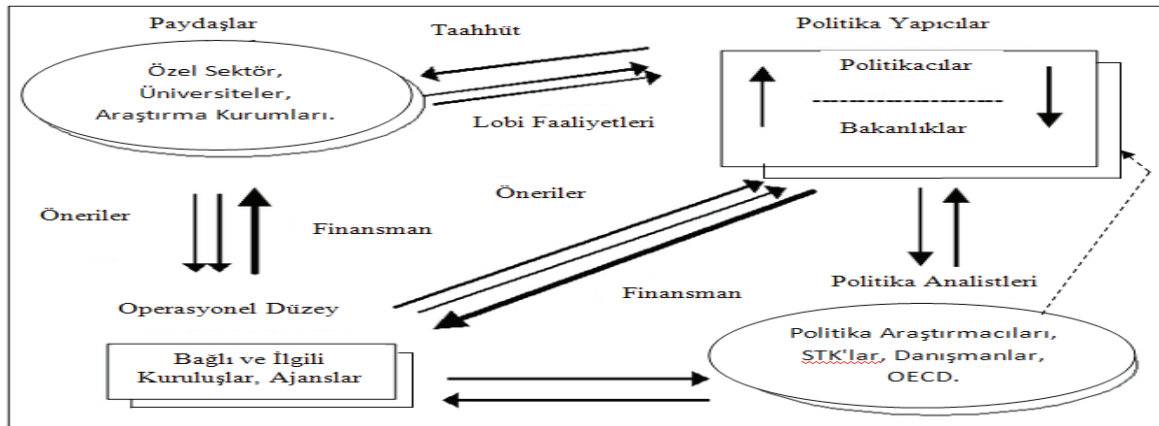 Paydaşlar
Taahhüt
Politika Yapıcılar
Özel Sektör,
Üniversiteler,
Araştırma Kurumları.
Politikacılar
Bakanlıklar
Lobi Faaliyetleri
Öneriler
Finansman
Öneriler
Finansman
Operasyonel Düzey
Bağlı ve İlgili
Kuruluşlar, Ajanslar
Politika Analistleri
Politika Araştırmacıları,
STK'lar, Danışmanlar,
OECD.